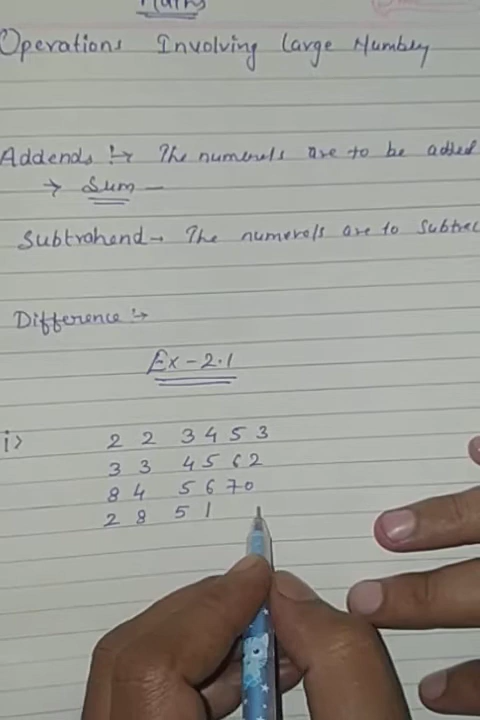 Maths
Operations Involving Large Number
Addends :→ The numerals are to be added
→ Sum —
Subtrahend → The numerals are to Subtrac
Difference :→
Ex-2.1
i> 2 2 3 4 5 3
3 3 4 5 6 2
8 4 5 6 7 0
2 8 5 1